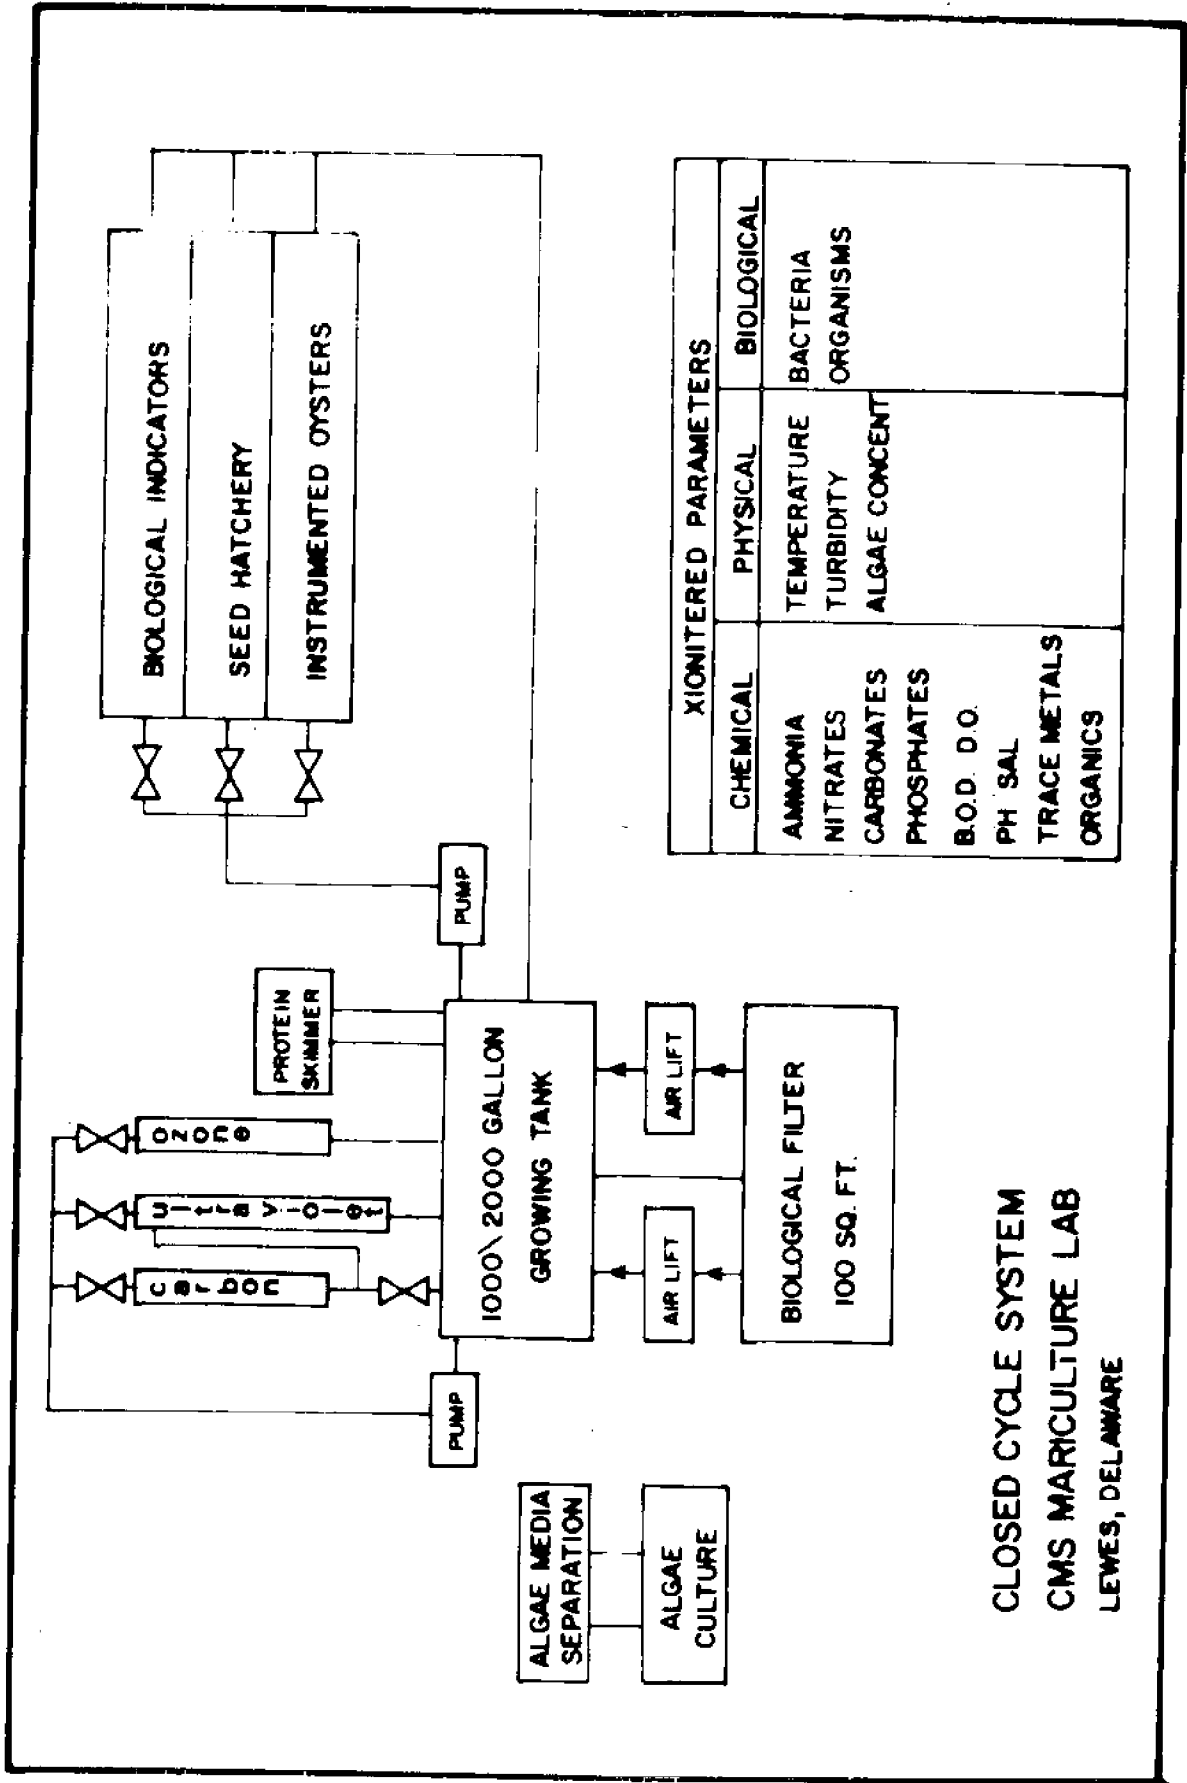 BIOLOGICAL INDICATORS
SEED HATCHERY
INSTRUMENTED OYSTERS
PUMP
PROTEIN
SKIMMER
ozone
ultraviolet
carbon
PUMP
1000\2000 GALLON
GROWING TANK
AIR LIFT
AIR LIFT
BIOLOGICAL FILTER
100 SQ. FT.
ALGAE MEDIA
SEPARATION
ALGAE
CULTURE
XIONITERED PARAMETERS
CHEMICAL
PHYSICAL
BIOLOGICAL
AMMONIA
NITRATES
CARBONATES
PHOSPHATES
B.O.D. D.O.
PH SAL
TRACE METALS
ORGANICS
TEMPERATURE
TURBIDITY
ALGAE CONCENT
BACTERIA
ORGANISMS
CLOSED CYCLE SYSTEM
CMS MARICULTURE LAB
LEWES, DELAWARE